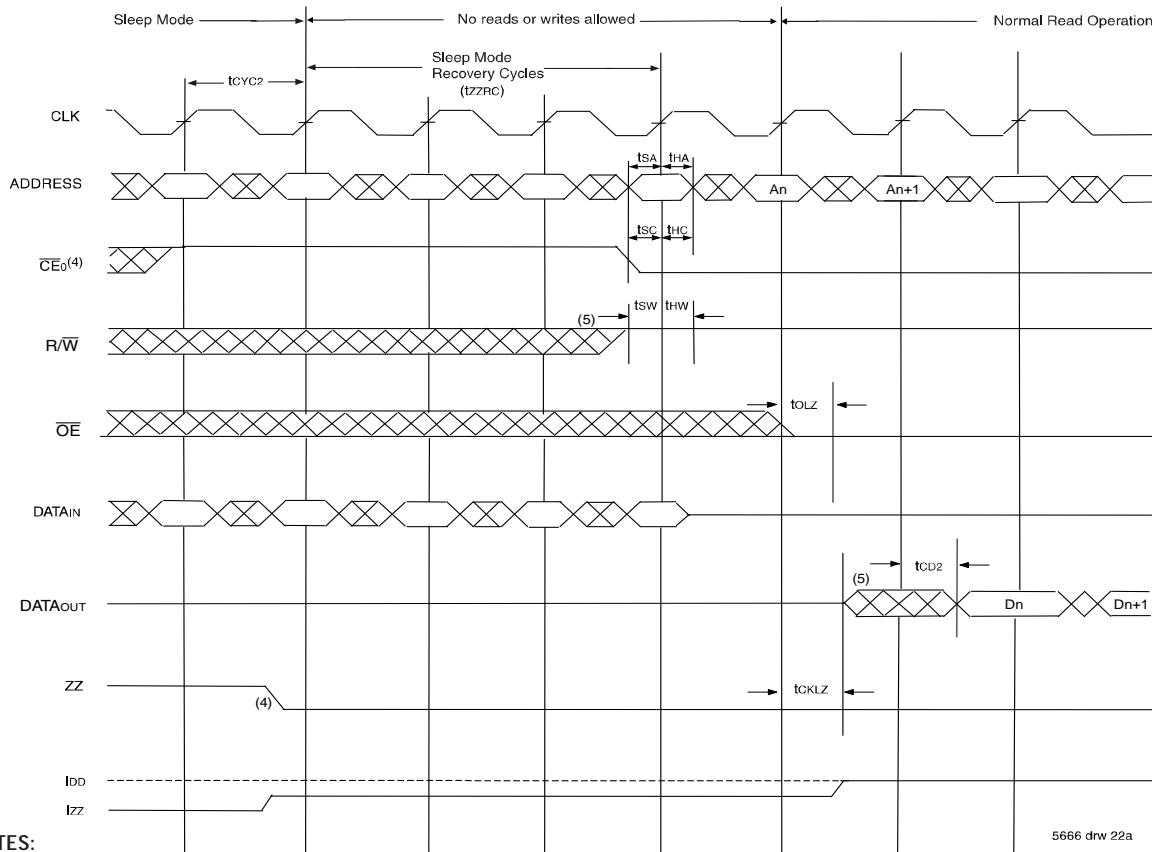 Sleep Mode
No reads or writes allowed
Normal Read Operation
Sleep Mode
Recovery Cycles
(tZZRC)
tCYC2
CLK
tSA tHA
ADDRESS
An
An+1
tSC tHC
CE0(4)
tSW tHW
(5)
R/W
tOLZ
OE
DATAIN
(5)
tCD2
DATAOUT
Dn
Dn+1
ZZ
(4)
tCKLZ
IDD
IZZ
5666 drw 22a
TES: